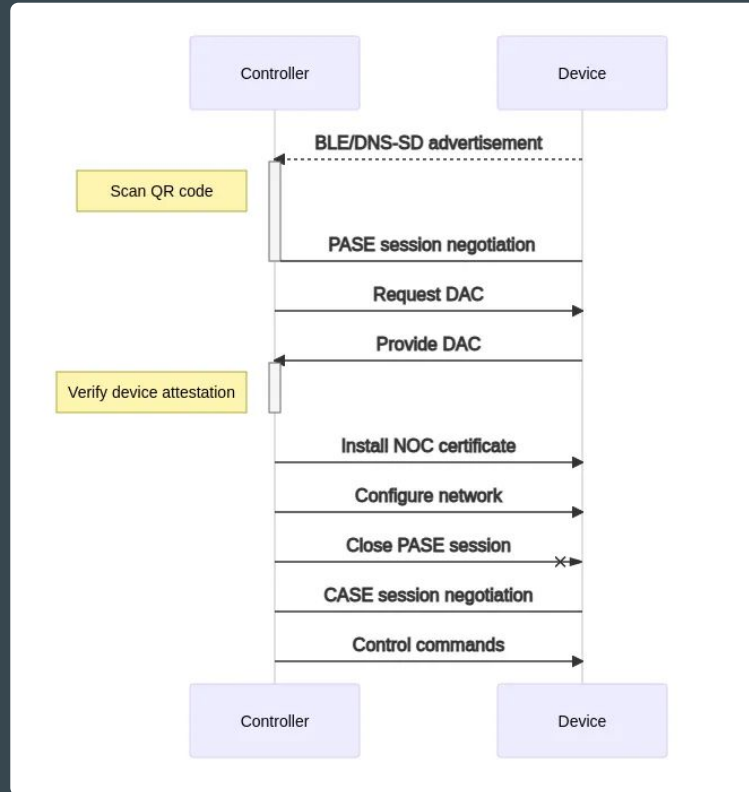 Controller
Device
BLE/DNS-SD advertisement
Scan QR code
PASE session negotiation
Request DAC
Provide DAC
Verify device attestation
Install NOC certificate
Configure network
Close PASE session
CASE session negotiation
Control commands
Controller
Device